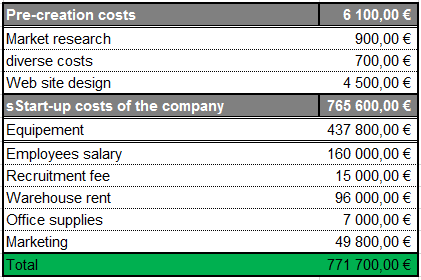 Pre-creation costs 6 100,00 €
Market research 900,00 €
diverse costs 700,00 €
Web site design 4 500,00 €
sStart-up costs of the company 765 600,00 €
Equipement 437 800,00 €
Employees salary 160 000,00 €
Recruitment fee 15 000,00 €
Warehouse rent 96 000,00 €
Office supplies 7 000,00 €
Marketing 49 800,00 €
Total 771 700,00 €